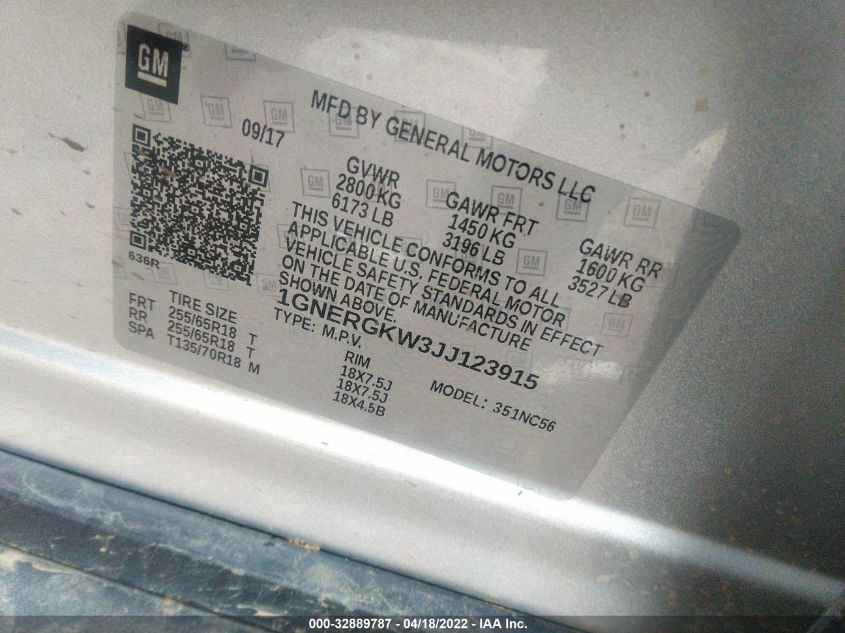 GM
MFD BY GENERAL MOTORS LLC
09/17
GVWR
2800 KG
6173 LB
GAWR FRT
1450 KG
3196 LB
GAWR RR
1600 KG
3527 LB
THIS VEHICLE CONFORMS TO ALL
APPLICABLE U.S. FEDERAL MOTOR
VEHICLE SAFETY STANDARDS IN EFFECT
ON THE DATE OF MANUFACTURE
SHOWN ABOVE.
1GNERGKW3JJ123915
TYPE: M.P.V.
MODEL: 351NC56
636R
TIRE SIZE
RIM
FRT 255/65R18 T 18X7.5J
RR 255/65R18 T 18X7.5J
SPA T135/70R18 M 18X4.5B
000-32889787 - 04/18/2022 - IAA Inc.